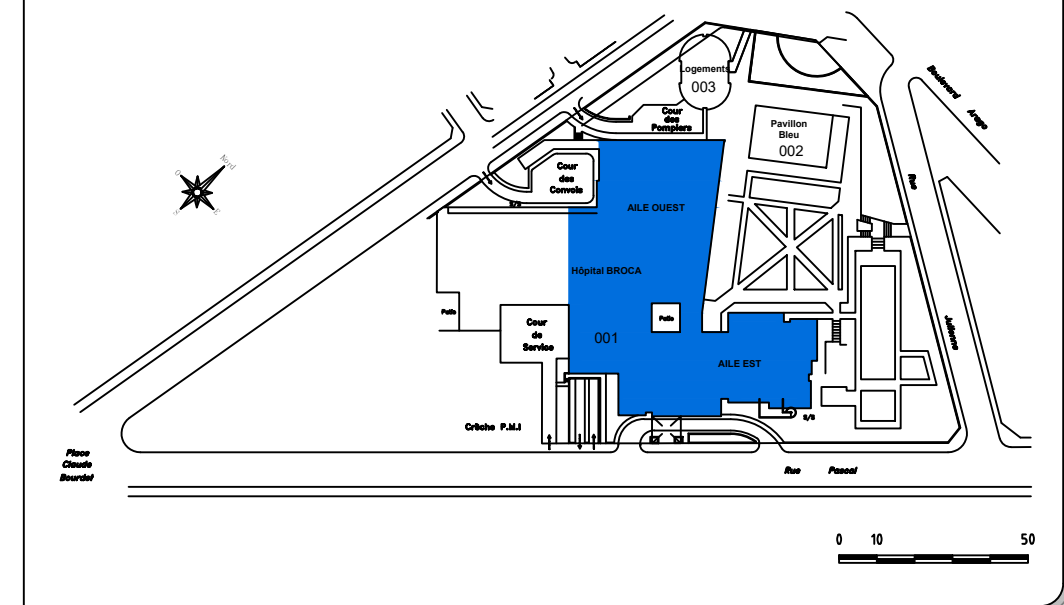 Logements
003
Cour
des
Pompiers
Pavillon
Bleu
002
Boulevard Arago
Nord
O
S
E
Cour
des
Convois
S/S
AILE OUEST
Rue Julienne
Hôpital BROCA
Patio
Patio
Cour
de
Service
001
AILE EST
S/S
Crèche P.M.I
Place
Claude
Bourdet
Rue Pascal
0 10 50